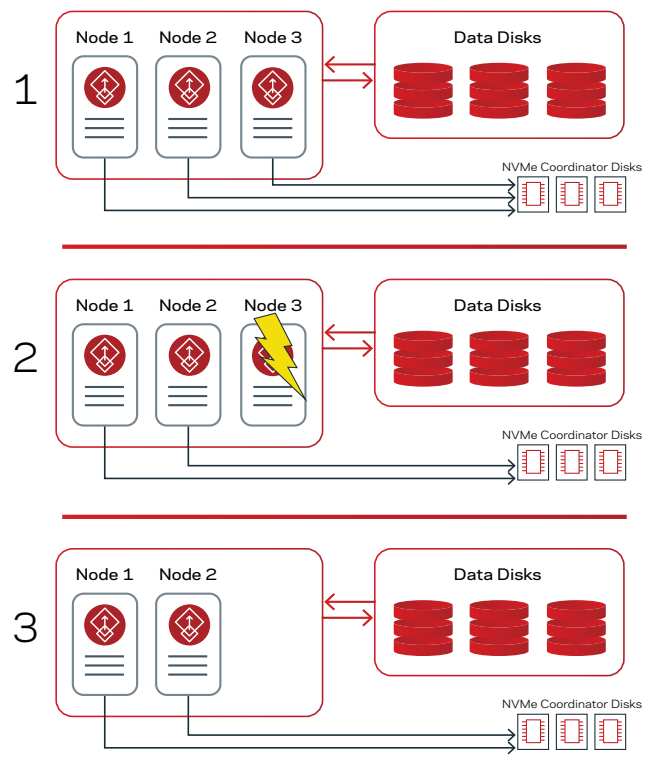 Node 1 Node 2 Node 3 Data Disks
1
NVMe Coordinator Disks
Node 1 Node 2 Node 3 Data Disks
2
NVMe Coordinator Disks
Node 1 Node 2 Data Disks
3
NVMe Coordinator Disks